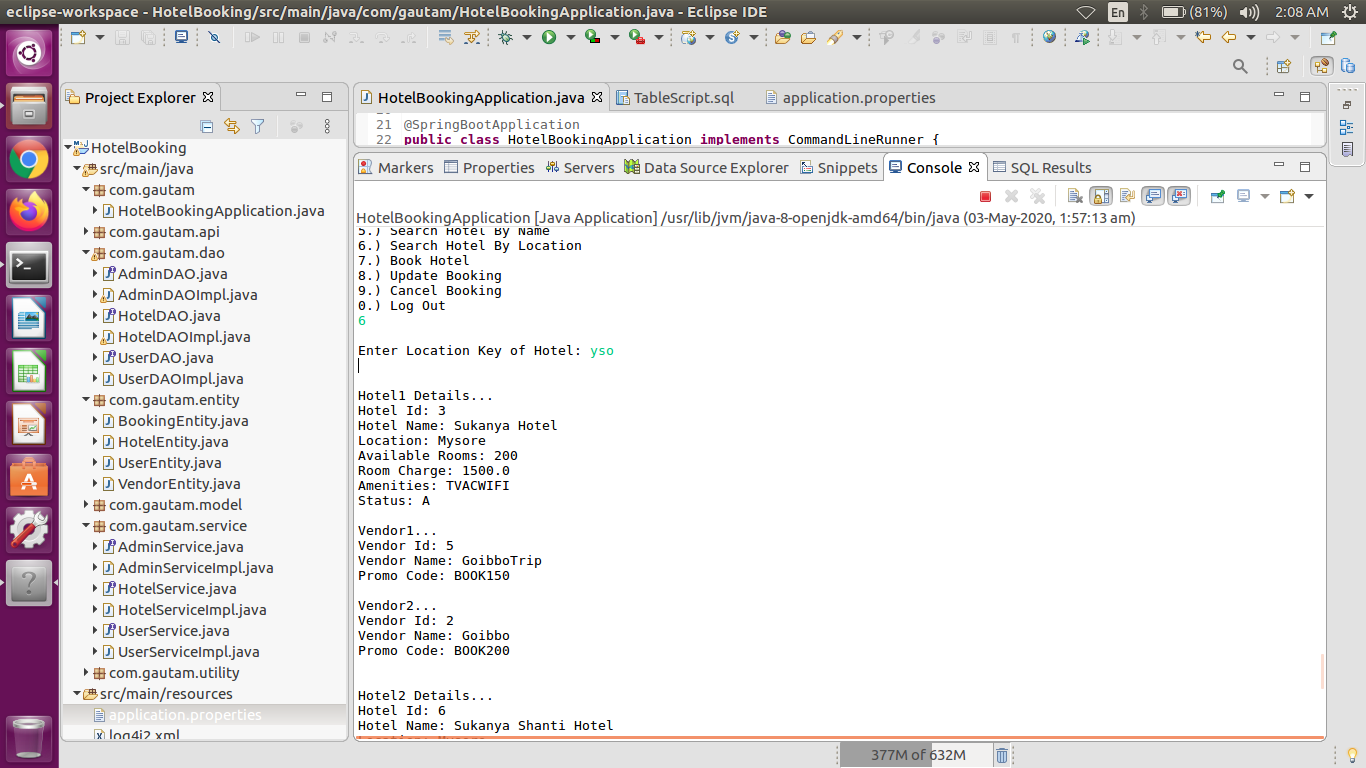 eclipse-workspace - HotelBooking/src/main/java/com/gautam/HotelBookingApplication.java - Eclipse IDE
En
(81%)
2:08 AM
Project Explorer
HotelBooking
src/main/java
com.gautam
HotelBookingApplication.java
com.gautam.api
com.gautam.dao
AdminDAO.java
AdminDAOImpl.java
HotelDAO.java
HotelDAOImpl.java
UserDAO.java
UserDAOImpl.java
com.gautam.entity
BookingEntity.java
HotelEntity.java
UserEntity.java
VendorEntity.java
com.gautam.model
com.gautam.service
AdminService.java
AdminServiceImpl.java
HotelService.java
HotelServiceImpl.java
UserService.java
UserServiceImpl.java
com.gautam.utility
src/main/resources
application.properties
log4j2.xml
HotelBookingApplication.java
TableScript.sql
application.properties
21 @SpringBootApplication
22 public class HotelBookingApplication implements CommandLineRunner {
Markers
Properties
Servers
Data Source Explorer
Snippets
Console
SQL Results
HotelBookingApplication [Java Application] /usr/lib/jvm/java-8-openjdk-amd64/bin/java (03-May-2020, 1:57:13 am)
5.) Search Hotel By Name
6.) Search Hotel By Location
7.) Book Hotel
8.) Update Booking
9.) Cancel Booking
0.) Log Out
6
Enter Location Key of Hotel: yso
Hotel1 Details...
Hotel Id: 3
Hotel Name: Sukanya Hotel
Location: Mysore
Available Rooms: 200
Room Charge: 1500.0
Amenities: TVACWIFI
Status: A
Vendor1...
Vendor Id: 5
Vendor Name: GoibboTrip
Promo Code: BOOK150
Vendor2...
Vendor Id: 2
Vendor Name: Goibbo
Promo Code: BOOK200
Hotel2 Details...
Hotel Id: 6
Hotel Name: Sukanya Shanti Hotel
377M of 632M